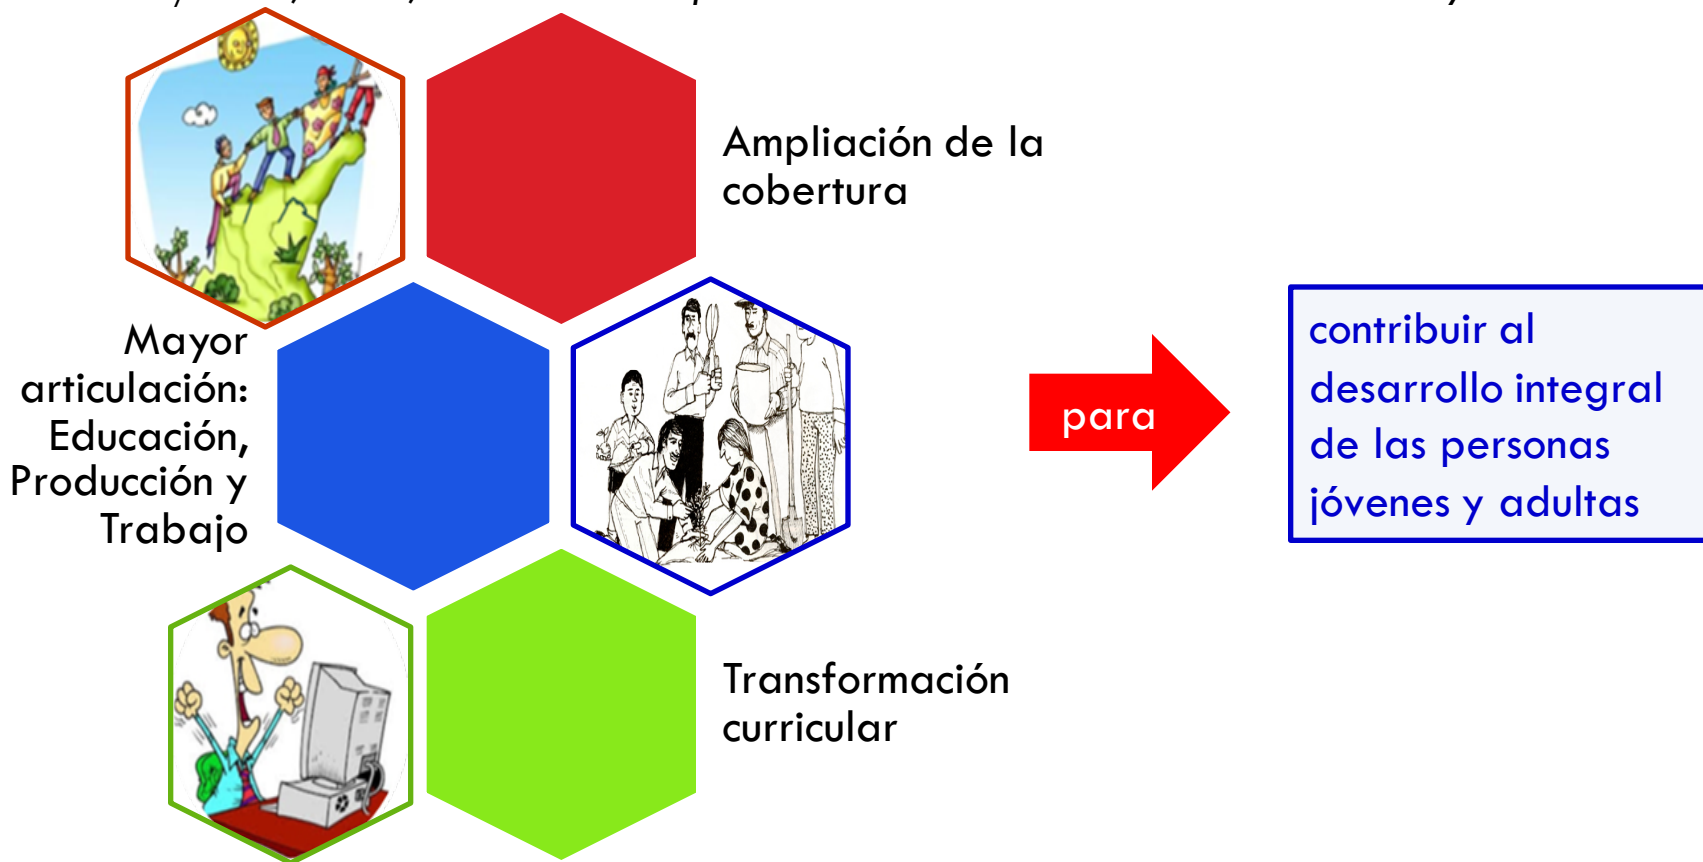 Ampliación de la
cobertura
Mayor
articulación:
Educación,
Producción y
Trabajo
para
contribuir al
desarrollo integral
de las personas
jóvenes y adultas
Transformación
curricular